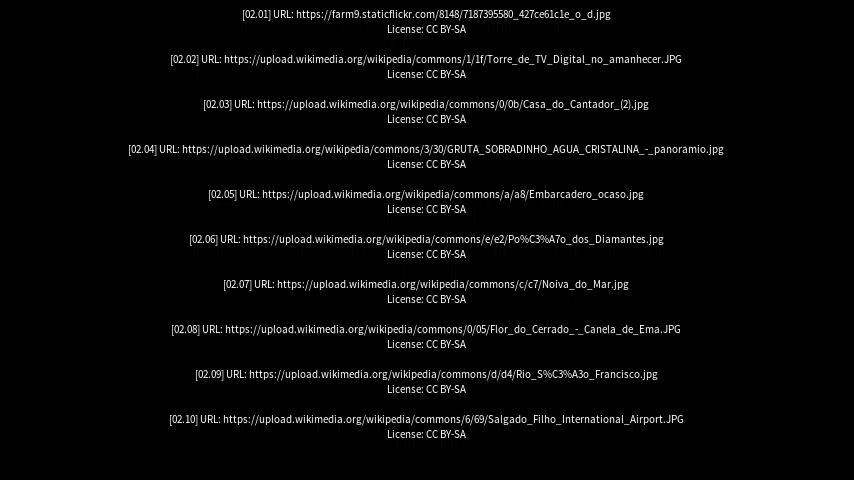 [02.01] URL: https://farm9.staticflickr.com/8148/7187395580_427ce61c1e_o_d.jpg
License: CC BY-SA
[02.02] URL: https://upload.wikimedia.org/wikipedia/commons/1/1f/Torre_de_TV_Digital_no_amanhecer.JPG
License: CC BY-SA
[02.03] URL: https://upload.wikimedia.org/wikipedia/commons/0/0b/Casa_do_Cantador_(2).jpg
License: CC BY-SA
[02.04] URL: https://upload.wikimedia.org/wikipedia/commons/3/30/GRUTA_SOBRADINHO_AGUA_CRISTALINA_-_panoramio.jpg
License: CC BY-SA
[02.05] URL: https://upload.wikimedia.org/wikipedia/commons/a/a8/Embarcadero_ocaso.jpg
License: CC BY-SA
[02.06] URL: https://upload.wikimedia.org/wikipedia/commons/e/e2/Po%C3%A7o_dos_Diamantes.jpg
License: CC BY-SA
[02.07] URL: https://upload.wikimedia.org/wikipedia/commons/c/c7/Noiva_do_Mar.jpg
License: CC BY-SA
[02.08] URL: https://upload.wikimedia.org/wikipedia/commons/0/05/Flor_do_Cerrado_-_Canela_de_Ema.JPG
License: CC BY-SA
[02.09] URL: https://upload.wikimedia.org/wikipedia/commons/d/d4/Rio_S%C3%A3o_Francisco.jpg
License: CC BY-SA
[02.10] URL: https://upload.wikimedia.org/wikipedia/commons/6/69/Salgado_Filho_International_Airport.JPG
License: CC BY-SA